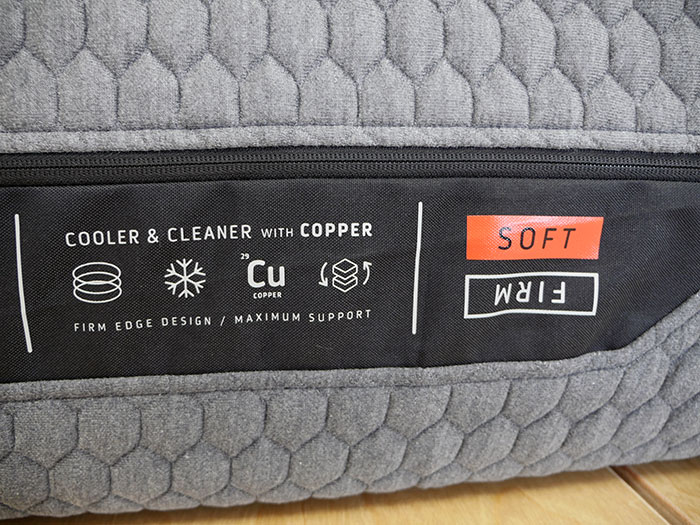 COOLER & CLEANER WITH COPPER
29
Cu
COPPER
FIRM EDGE DESIGN / MAXIMUM SUPPORT
SOFT
FIRM